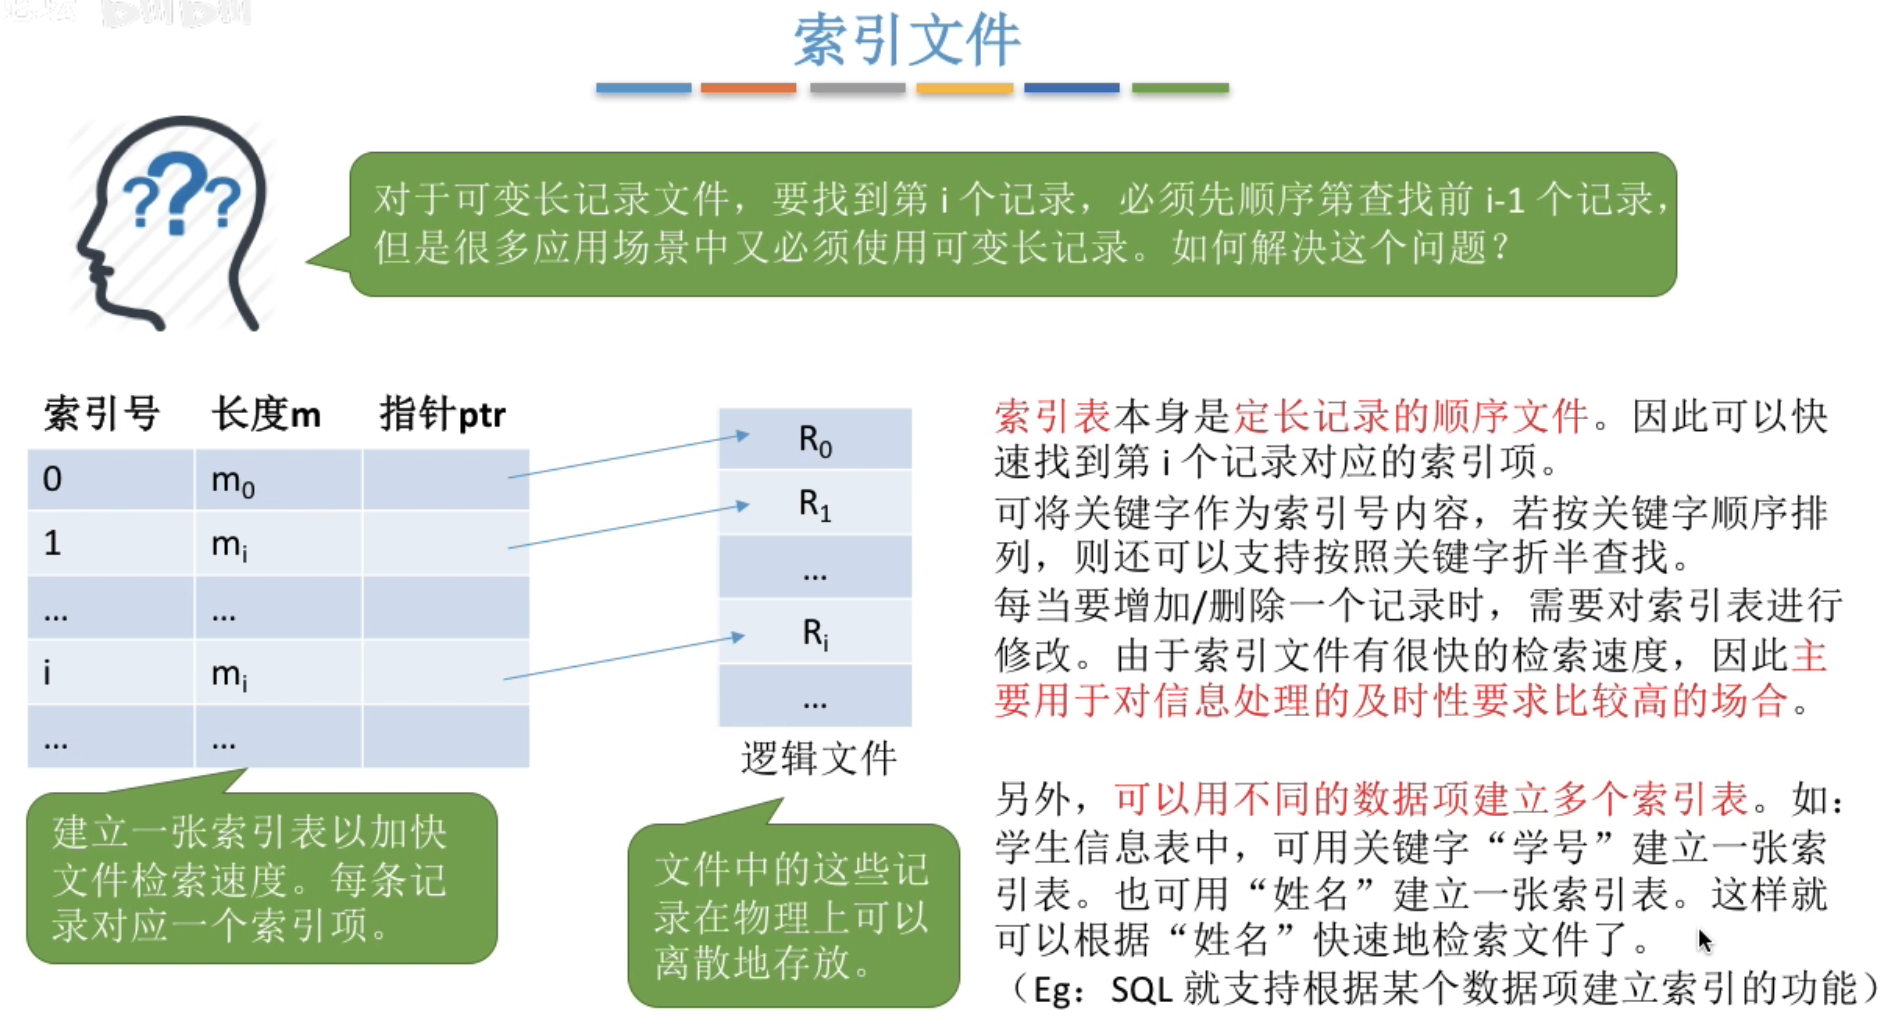 索引文件
???
对于可变长记录文件，要找到第 i 个记录，必须先顺序第查找前 i-1 个记录，
但是很多应用场景中又必须使用可变长记录。如何解决这个问题？
索引号 长度m 指针ptr
0 m0
1 mi
... ...
i mi
... ...
R0
R1
...
Ri
...
逻辑文件
建立一张索引表以加快
文件检索速度。每条记
录对应一个索引项。
文件中的这些记
录在物理上可以
离散地存放。
索引表本身是定长记录的顺序文件。因此可以快
速找到第 i 个记录对应的索引项。
可将关键字作为索引号内容，若按关键字顺序排
列，则还可以支持按照关键字折半查找。
每当要增加/删除一个记录时，需要对索引表进行
修改。由于索引文件有很快的检索速度，因此主
要用于对信息处理的及时性要求比较高的场合。
另外，可以用不同的数据项建立多个索引表。如：
学生信息表中，可用关键字“学号”建立一张索
引表。也可用“姓名”建立一张索引表。这样就
可以根据“姓名”快速地检索文件了。
（Eg：SQL 就支持根据某个数据项建立索引的功能）